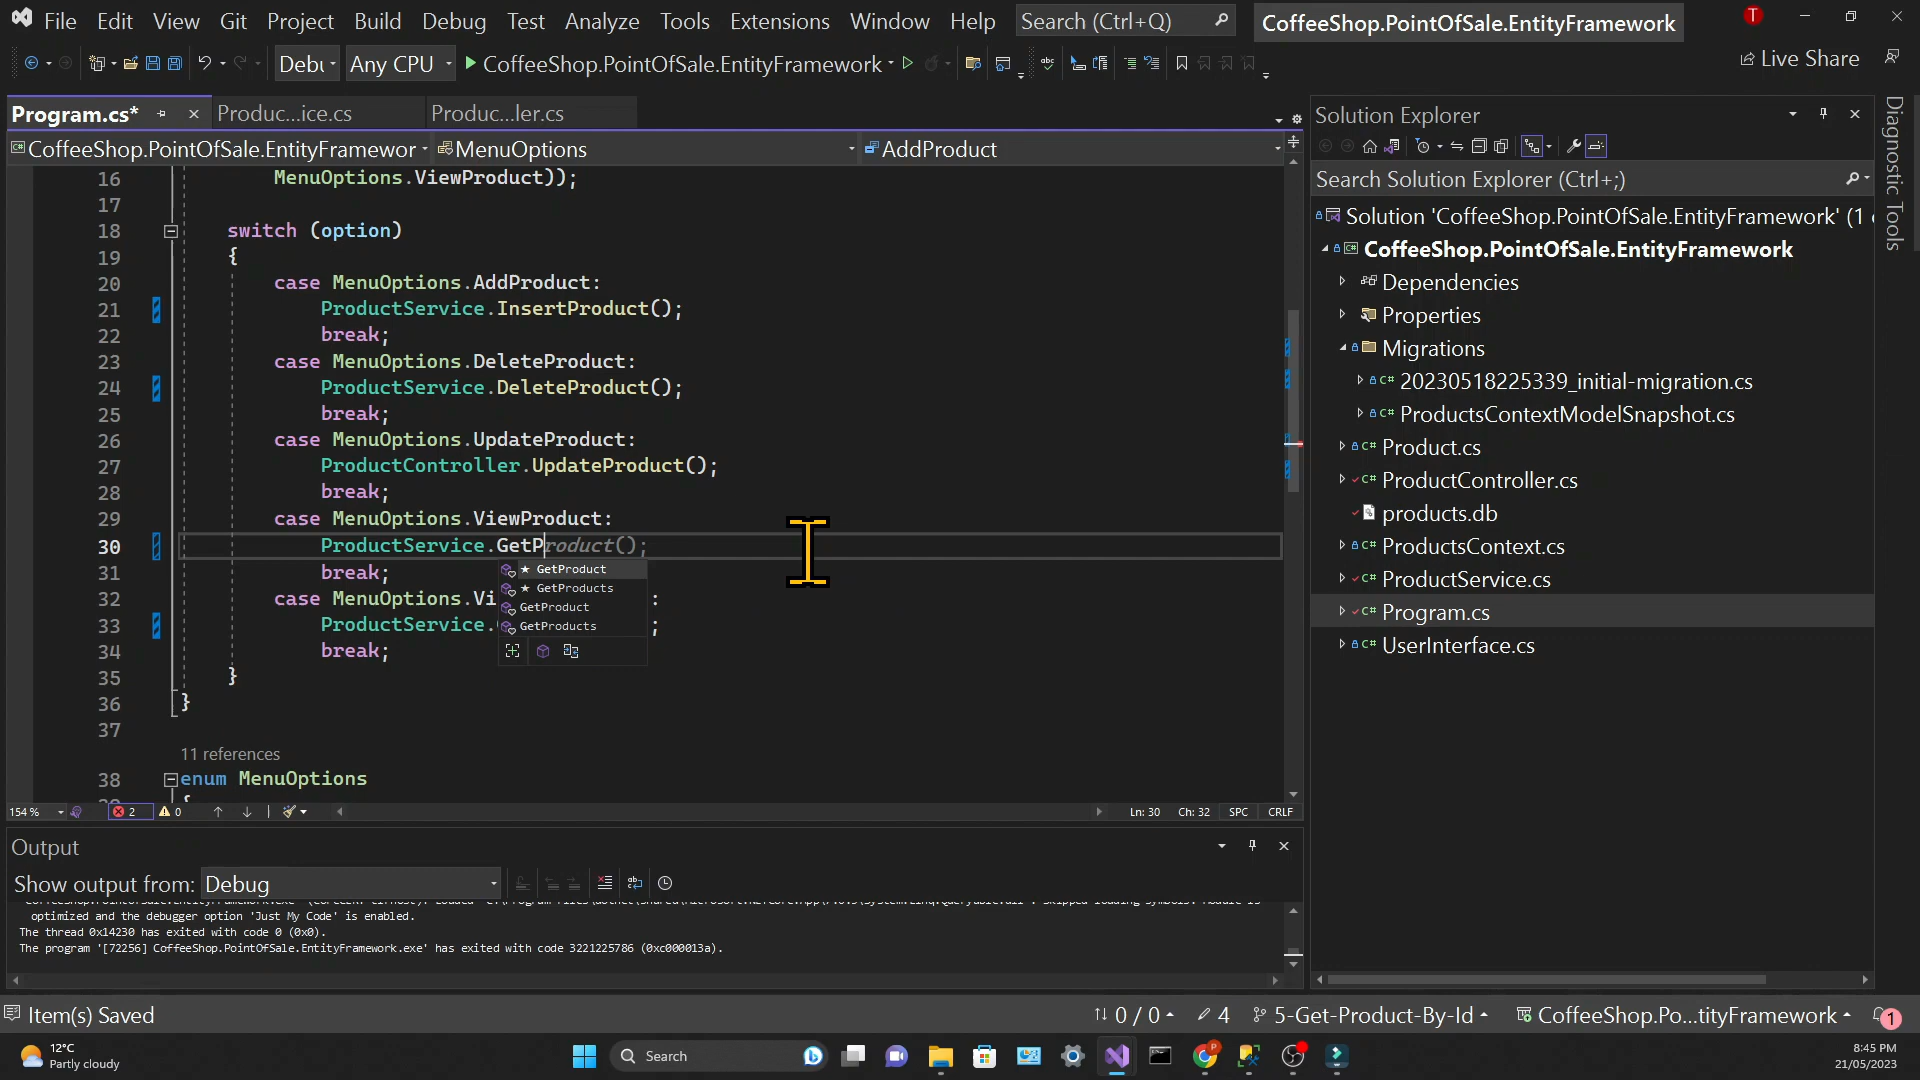 File Edit View Git Project Build Debug Test Analyze Tools Extensions Window Help Search (Ctrl+Q) CoffeeShop.PointOfSale.EntityFramework T
Debu Any CPU CoffeeShop.PointOfSale.EntityFramework Live Share
Program.cs* Produc...ice.cs Produc...ler.cs
CoffeeShop.PointOfSale.EntityFramewor MenuOptions AddProduct
16 MenuOptions.ViewProduct));
17
18 switch (option)
19 {
20 case MenuOptions.AddProduct:
21 ProductService.InsertProduct();
22 break;
23 case MenuOptions.DeleteProduct:
24 ProductService.DeleteProduct();
25 break;
26 case MenuOptions.UpdateProduct:
27 ProductController.UpdateProduct();
28 break;
29 case MenuOptions.ViewProduct:
30 ProductService.GetProduct();
31 break;
32 case MenuOptions.Vi :
33 ProductService. ;
34 break;
35 }
36 }
37
11 references
38 enum MenuOptions
{
★ GetProduct
★ GetProducts
GetProduct
GetProducts
154 % 2 0 Ln: 30 Ch: 32 SPC CRLF
Output
Show output from: Debug
optimized and the debugger option 'Just My Code' is enabled.
The thread 0x14230 has exited with code 0 (0x0).
The program '[72256] CoffeeShop.PointOfSale.EntityFramework.exe' has exited with code 3221225786 (0xc000013a).
Solution Explorer
Search Solution Explorer (Ctrl+;)
Solution 'CoffeeShop.PointOfSale.EntityFramework' (1
CoffeeShop.PointOfSale.EntityFramework
Dependencies
Properties
Migrations
20230518225339_initial-migration.cs
ProductsContextModelSnapshot.cs
Product.cs
ProductController.cs
products.db
ProductsContext.cs
ProductService.cs
Program.cs
UserInterface.cs
Diagnostic Tools
Item(s) Saved 0 / 0 4 5-Get-Product-By-Id CoffeeShop.Po...tityFramework 1
12°C
Partly cloudy
Search
8:45 PM
21/05/2023